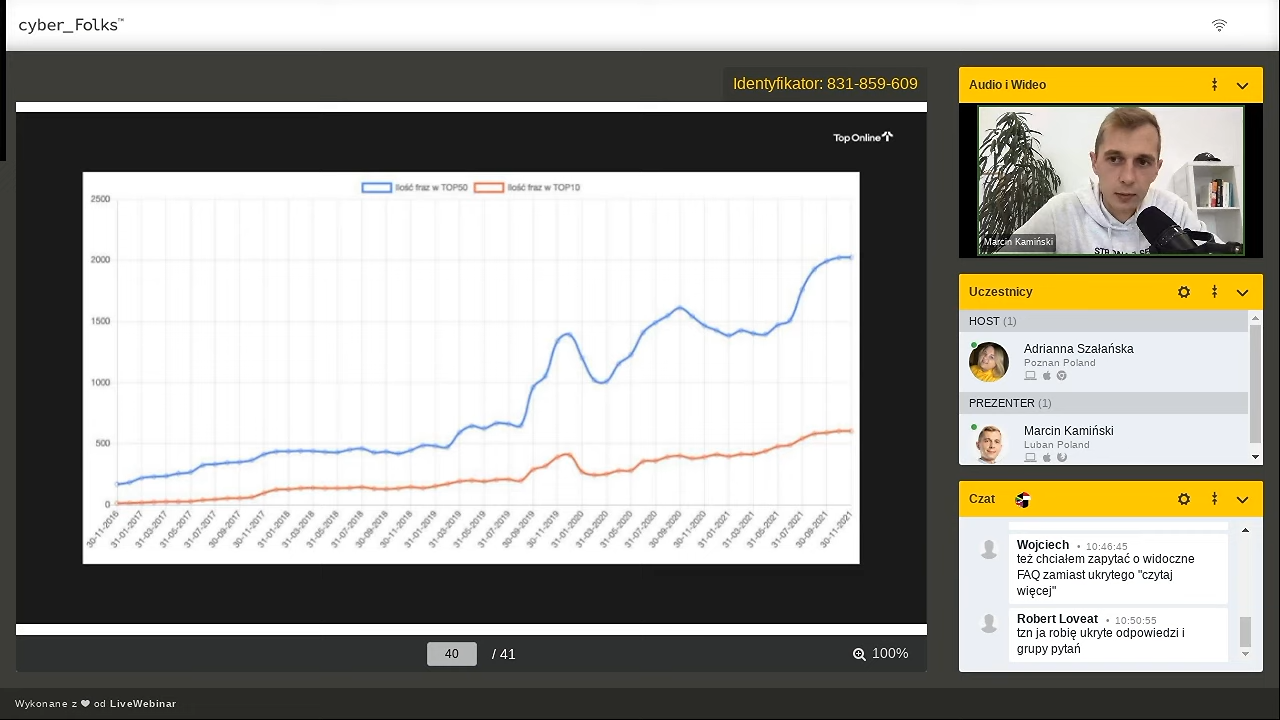 cyber_Folks™
Identyfikator: 831-859-609
Top Online
Ilość fraz w TOP50 Ilość fraz w TOP10
2500
2000
1500
1000
500
0
30-11-2016
31-01-2017
31-03-2017
31-05-2017
31-07-2017
30-09-2017
30-11-2017
31-01-2018
31-03-2018
31-05-2018
31-07-2018
30-09-2018
30-11-2018
31-01-2019
31-03-2019
31-05-2019
31-07-2019
30-09-2019
30-11-2019
31-01-2020
31-03-2020
31-05-2020
31-07-2020
30-09-2020
30-11-2020
31-01-2021
31-03-2021
31-05-2021
31-07-2021
30-09-2021
30-11-2021
40 / 41
100%
Audio i Wideo
Marcin Kamiński
Uczestnicy
HOST (1)
Adrianna Szałańska
Poznan Poland
PREZENTER (1)
Marcin Kamiński
Luban Poland
Czat
Wojciech • 10:46:45
też chciałem zapytać o widoczne
FAQ zamiast ukrytego "czytaj
więcej"
Robert Loveat • 10:50:55
tzn ja robię ukryte odpowiedzi i
grupy pytań
Wykonane z ❤ od LiveWebinar